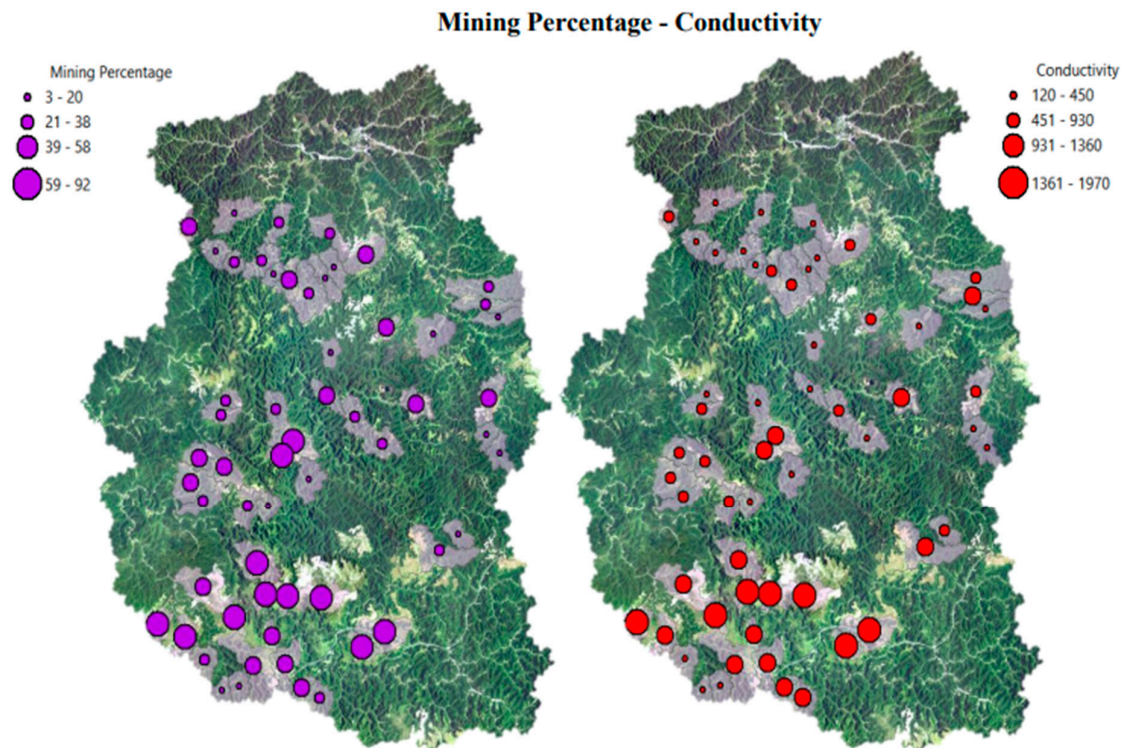 Mining Percentage - Conductivity
Mining Percentage
3 - 20
21 - 38
39 - 58
59 - 92
Conductivity
120 - 450
451 - 930
931 - 1360
1361 - 1970